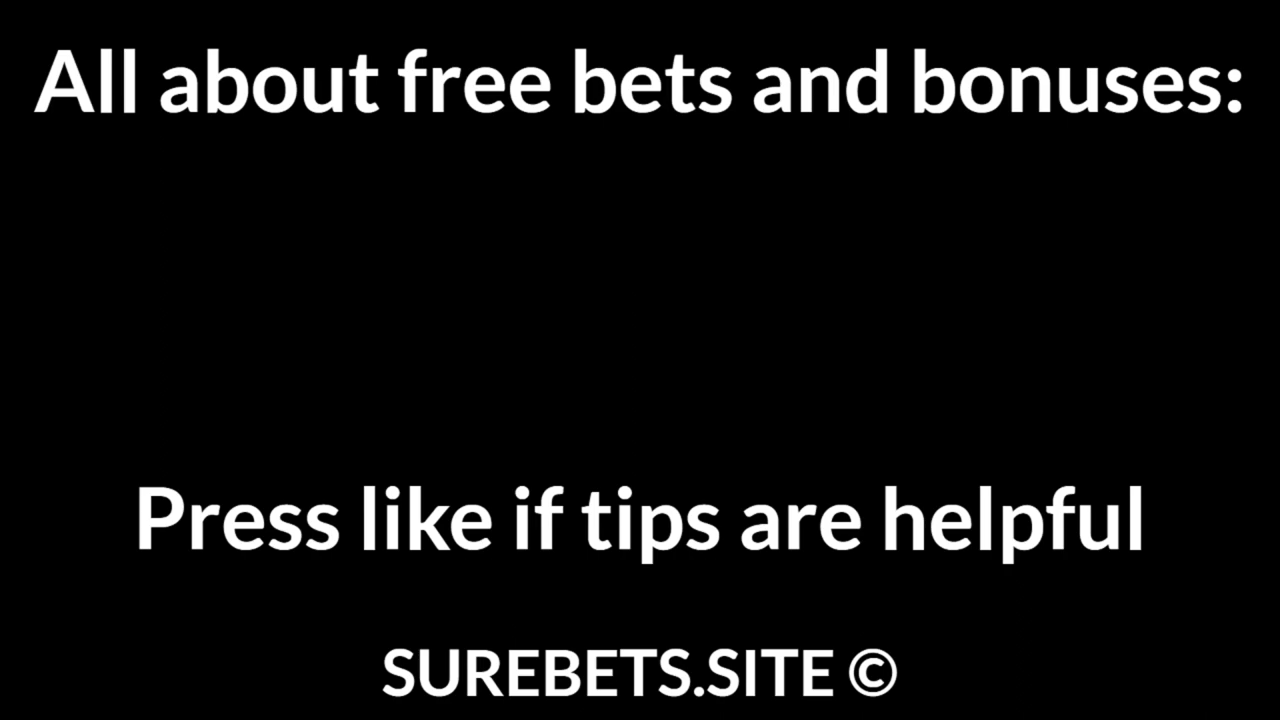 All about free bets and bonuses:
Press like if tips are helpful
SUREBETS.SITE ©